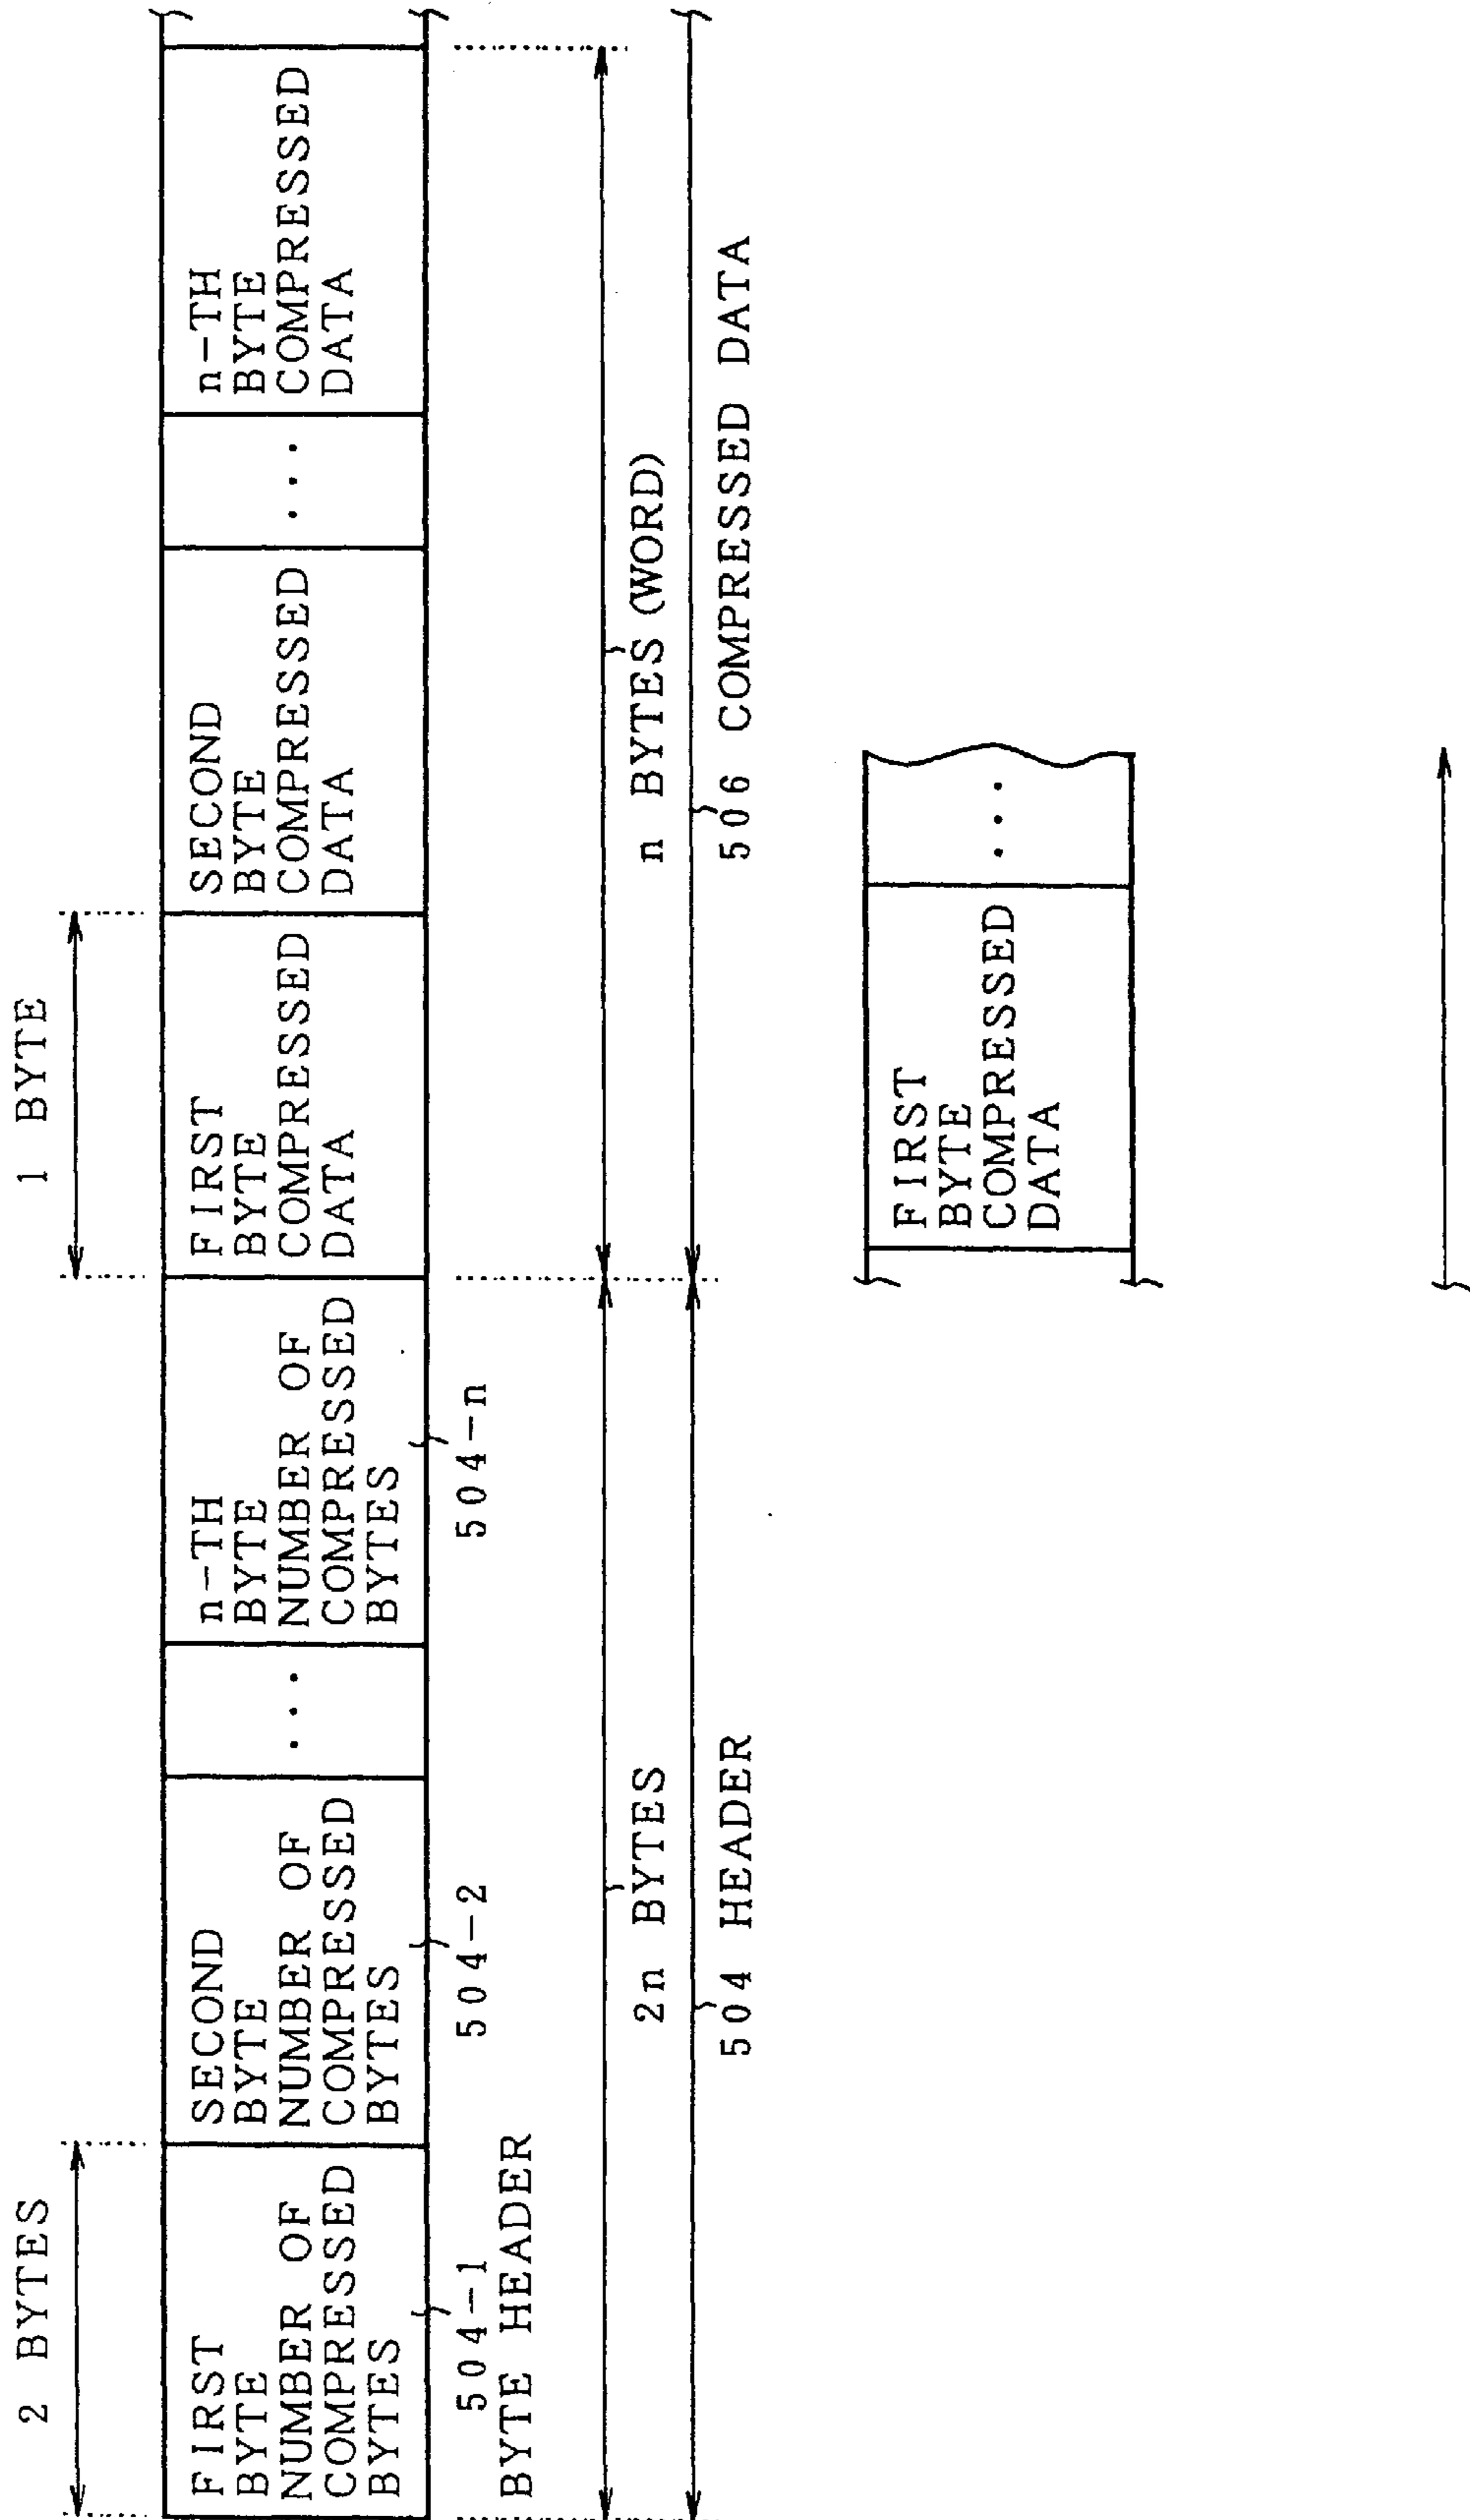 2 BYTES
1 BYTE
FIRST
BYTE
NUMBER OF
COMPRESSED
BYTES
SECOND
BYTE
NUMBER OF
COMPRESSED
BYTES
...
n-TH
BYTE
NUMBER OF
COMPRESSED
BYTES
FIRST
BYTE
COMPRESSED
DATA
SECOND
BYTE
COMPRESSED
DATA
...
n-TH
BYTE
COMPRESSED
DATA
504-1
BYTE HEADER
504-2
504-n
2n BYTES
n BYTES (WORD)
504 HEADER
506 COMPRESSED DATA
FIRST
BYTE
COMPRESSED
DATA
...